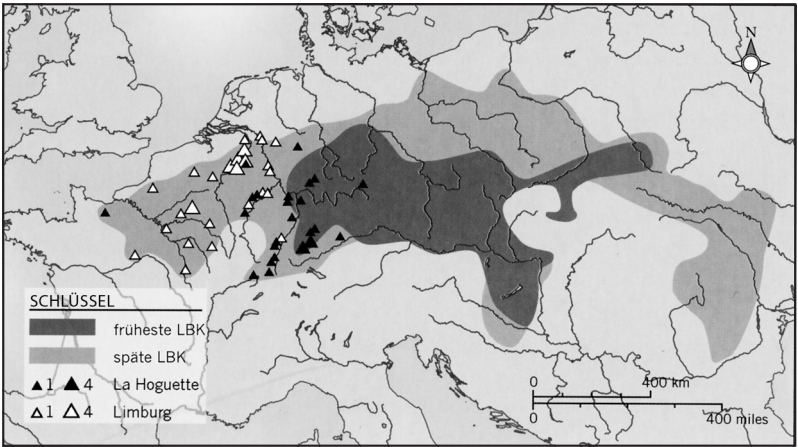 N
SCHLÜSSEL
früheste LBK
späte LBK
1 4 La Hoguette
1 4 Limburg
0 400 km
0 400 miles